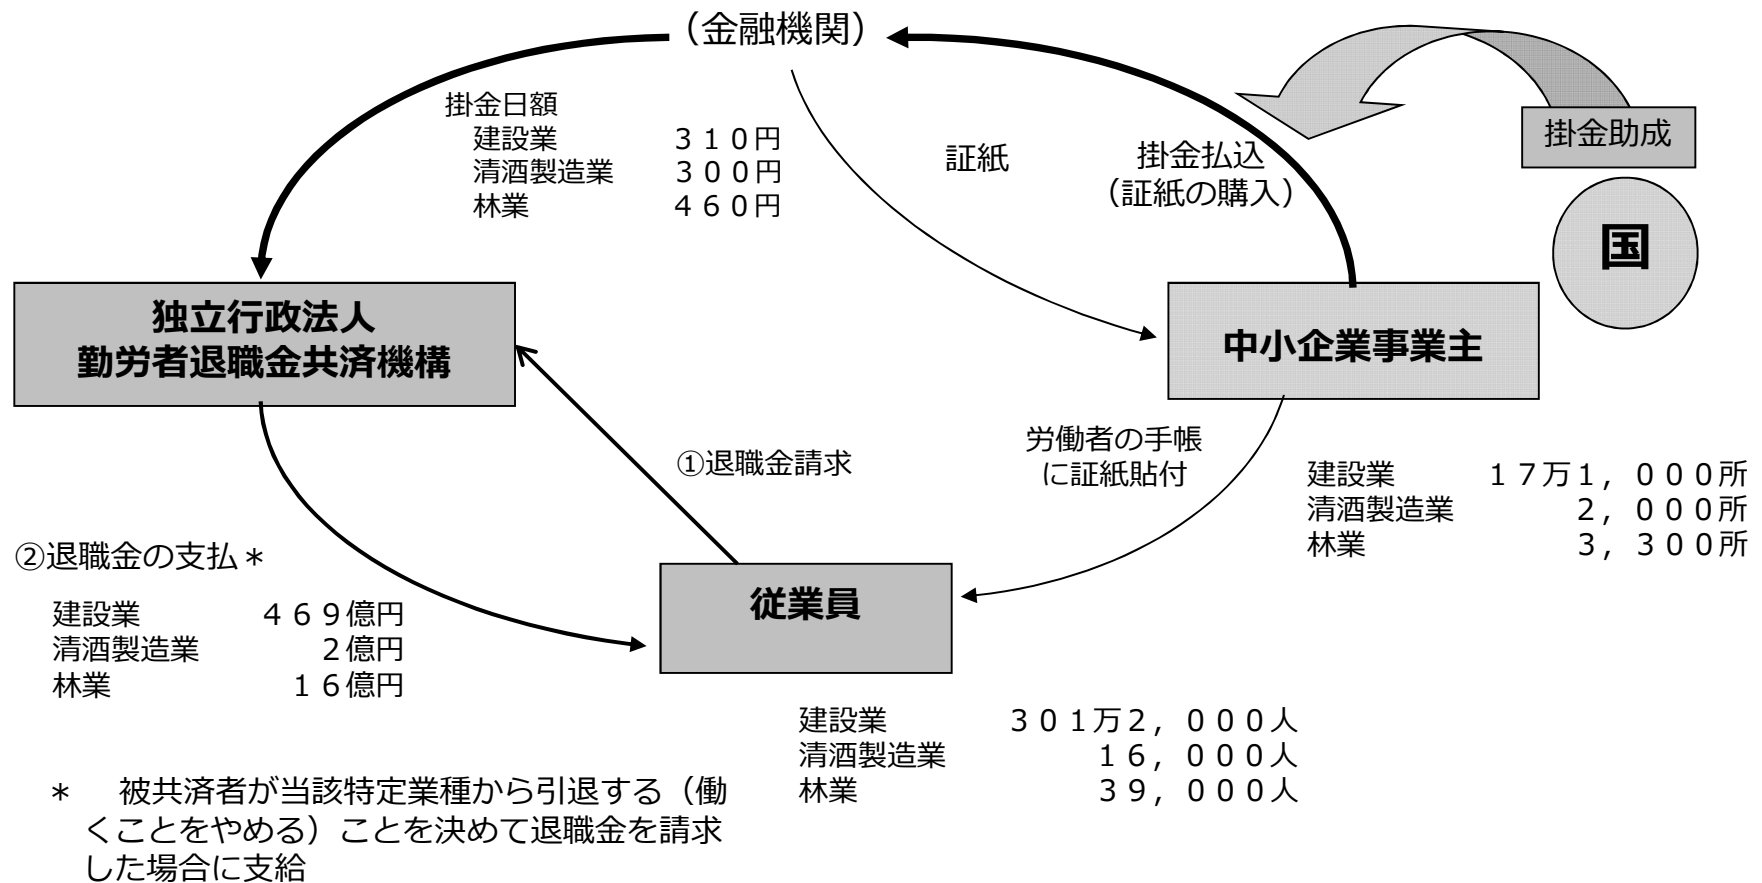 （金融機関）
掛金日額
建設業　３１０円
清酒製造業　３００円
林業　４６０円
証紙
掛金払込
（証紙の購入）
掛金助成
国
独立行政法人
勤労者退職金共済機構
中小企業事業主
①退職金請求
労働者の手帳
に証紙貼付
建設業　１７万１，０００所
清酒製造業　２，０００所
林業　３，３００所
②退職金の支払＊
建設業　４６９億円
清酒製造業　２億円
林業　１６億円
従業員
建設業　３０１万２，０００人
清酒製造業　１６，０００人
林業　３９，０００人
＊　被共済者が当該特定業種から引退する（働
くことをやめる）ことを決めて退職金を請求
した場合に支給